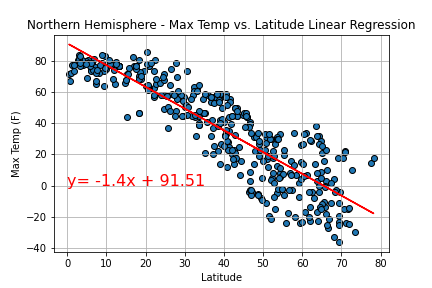 Northern Hemisphere - Max Temp vs. Latitude Linear Regression
Max Temp (F)
80
60
40
20
0
−20
−40
y= -1.4x + 91.51
0 10 20 30 40 50 60 70 80
Latitude